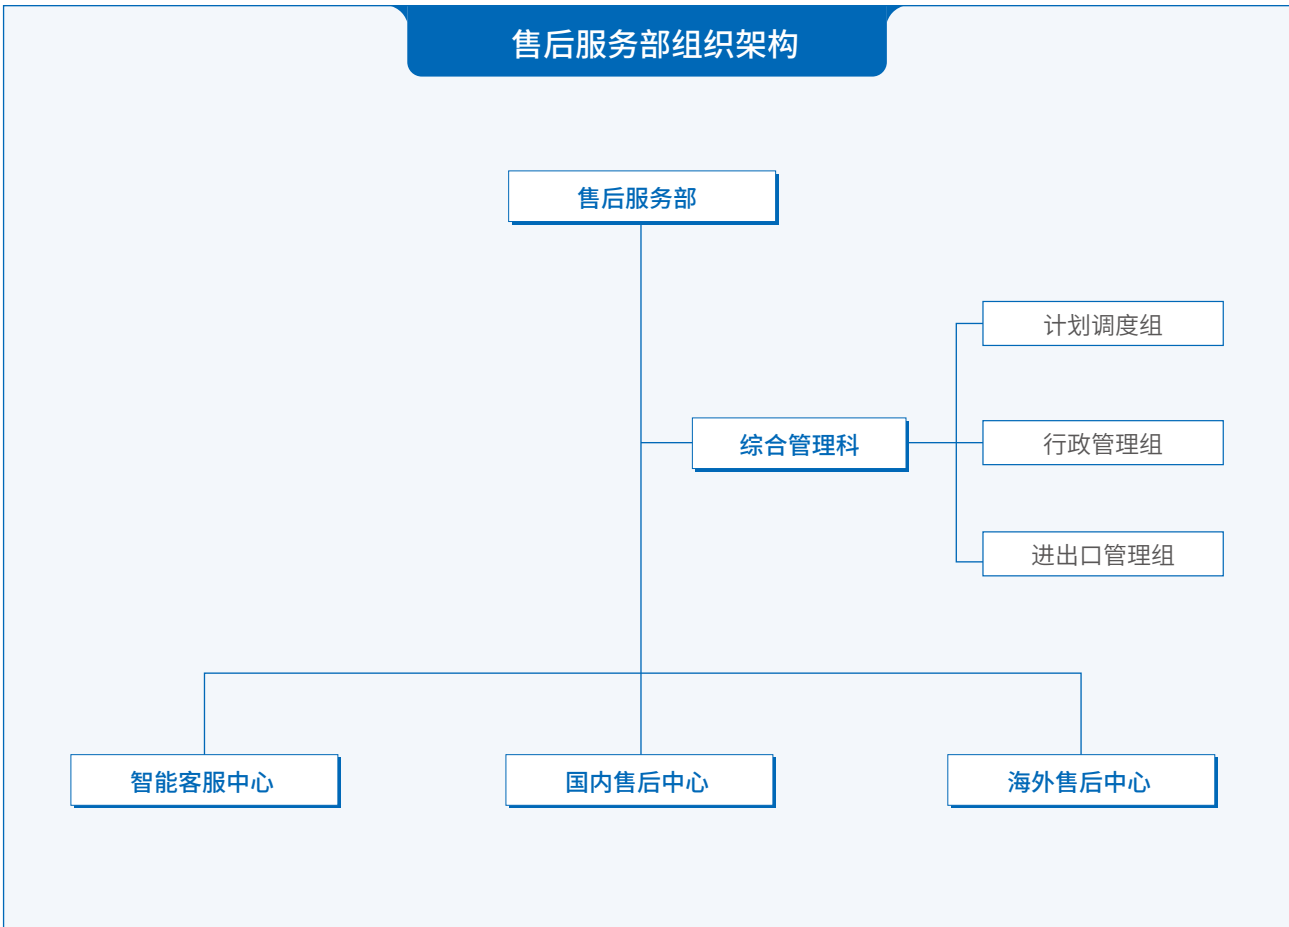 售后服务部组织架构
售后服务部
计划调度组
综合管理科
行政管理组
进出口管理组
智能客服中心
国内售后中心
海外售后中心